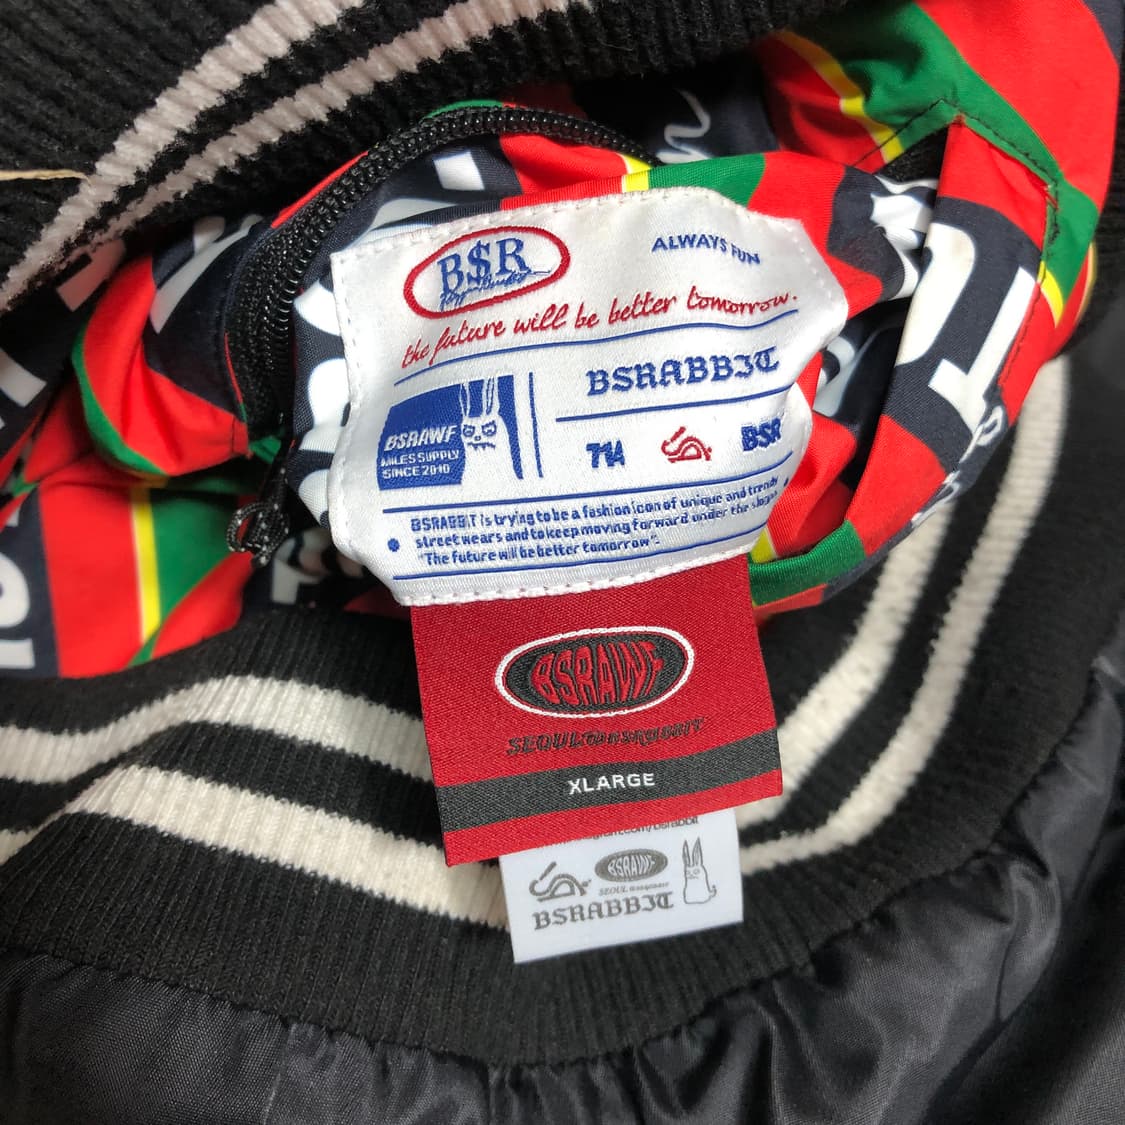 B$R
ALWAYS FUN
the future will be better tomorrow.
BSRABBIT
BSRAWF
MILES SUPPLY
SINCE 2010
BSR
BSRABBIT is trying to be a fashion icon of unique and trendy
street wears and to keep moving forward under the slogan
"The future will be better tomorrow".
BSRAWF
SEOUL
XLARGE
BSRAWF
SEOUL
BSRABBIT